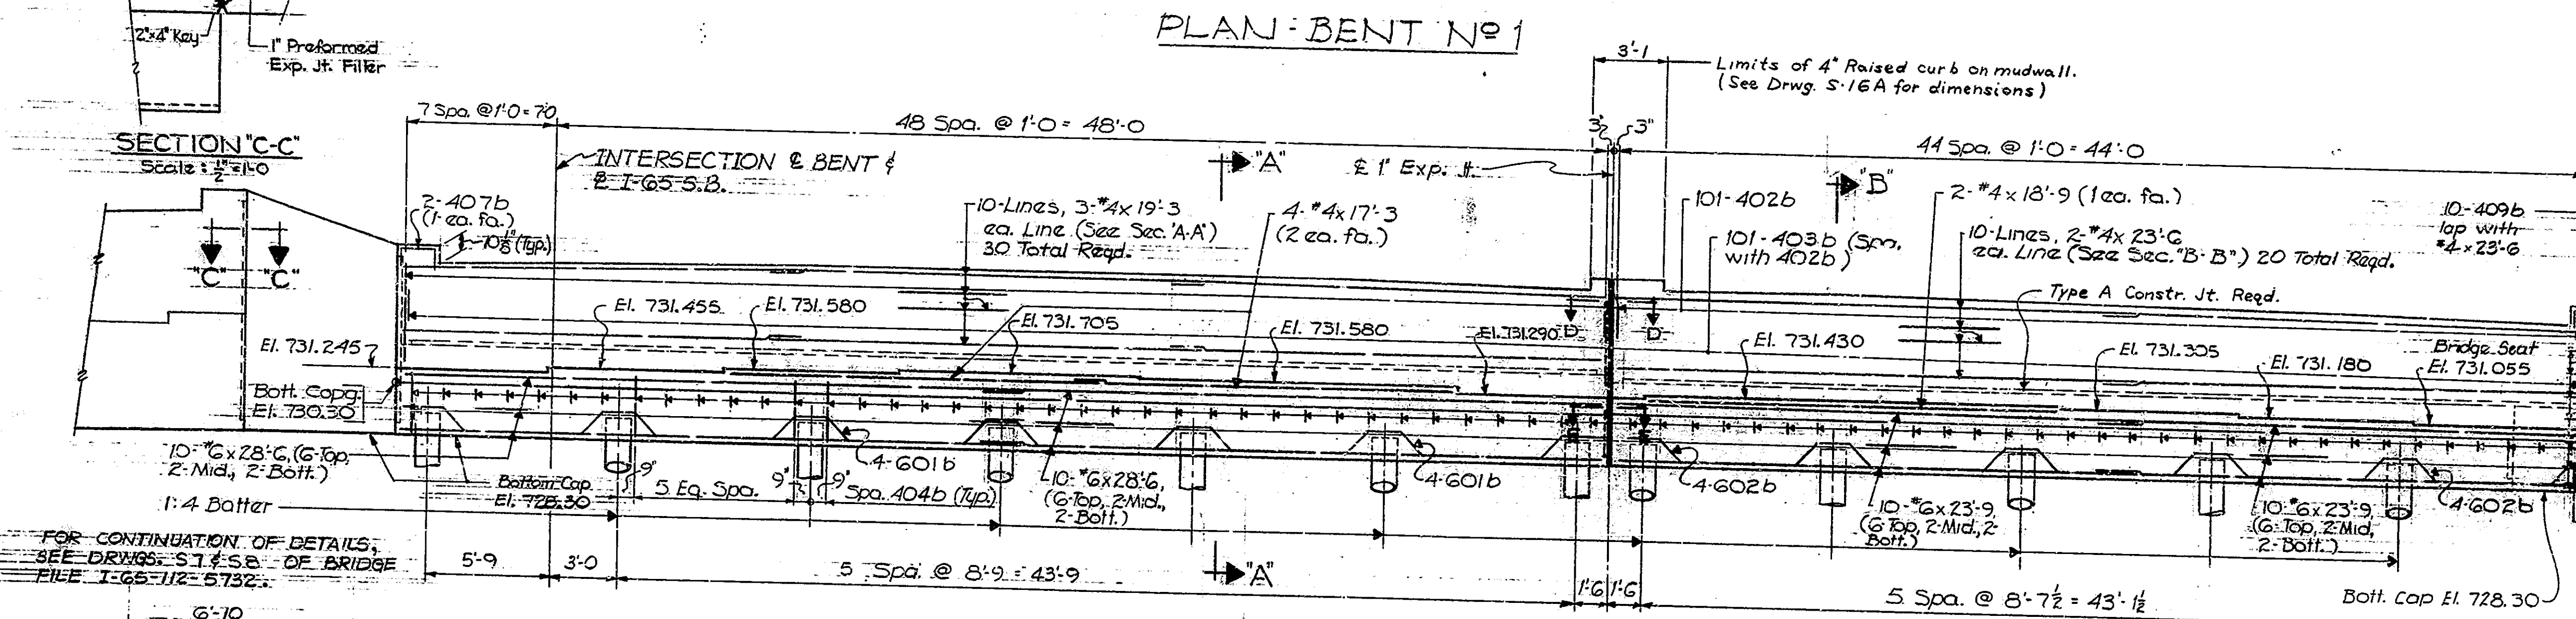 PLAN - BENT Nº 1
2"x4" Key
1" Preformed
Exp. Jt. Filler
SECTION "C-C"
Scale: ½"=1'-0
3'-1
Limits of 4" Raised curb on mudwall.
(See Drwg. S-16A for dimensions)
7 Spa. @ 1'-0 = 7'-0
48 Spa. @ 1'-0 = 48'-0
3"
3"
44 Spa. @ 1'-0 = 44'-0
INTERSECTION ℄ BENT &
℄ I-65 S.B.
"A"
℄ 1" Exp. Jt.
"B"
2-407b
(1-ea. fa.)
10⅛ (Typ.)
10-Lines, 3-#4x19'-3
ea. Line (See Sec. "A-A")
30 Total Reqd.
4-#4x17'-3
(2 ea. fa.)
101-402b
101-403b (Spa.
with 402b)
2-#4x18'-9 (1 ea. fa.)
10-Lines, 2-#4x23'-6
ea. Line (See Sec. "B-B") 20 Total Reqd.
10-409b
lap with
#4x23'-6
"C"
"C"
El. 731.455
El. 731.580
El. 731.705
El. 731.580
El. 731.290
D
D
Type A Constr. Jt. Reqd.
El. 731.245
El. 731.430
El. 731.305
El. 731.180
Bridge Seat
El. 731.055
Bott. Copg.
El. 730.30
10-#6x28'-6, (6-Top,
2-Mid., 2-Bott.)
Bottom Cap
El. 728.30
9"
5 Eq. Spa.
9"
9"
Spa. 404b (Typ.)
4-601b
10-#6x28'-6,
(6-Top, 2-Mid.,
2-Bott.)
4-601b
4-602b
10-#6x23'-9,
(6-Top, 2-Mid., 2-
Bott.)
10-#6x23'-9,
(6-Top, 2-Mid,
2-Bott.)
4-602b
1:4 Batter
FOR CONTINUATION OF DETAILS,
SEE DRWGS. S7 & S8 OF BRIDGE
FILE I-65-112-5732.
5'-9
3'-0
5 Spa. @ 8'-9 = 43'-9
"A"
1'-6
1'-6
5 Spa. @ 8'-7½ = 43'-1½
Bott. Cap El. 728.30
6'-10